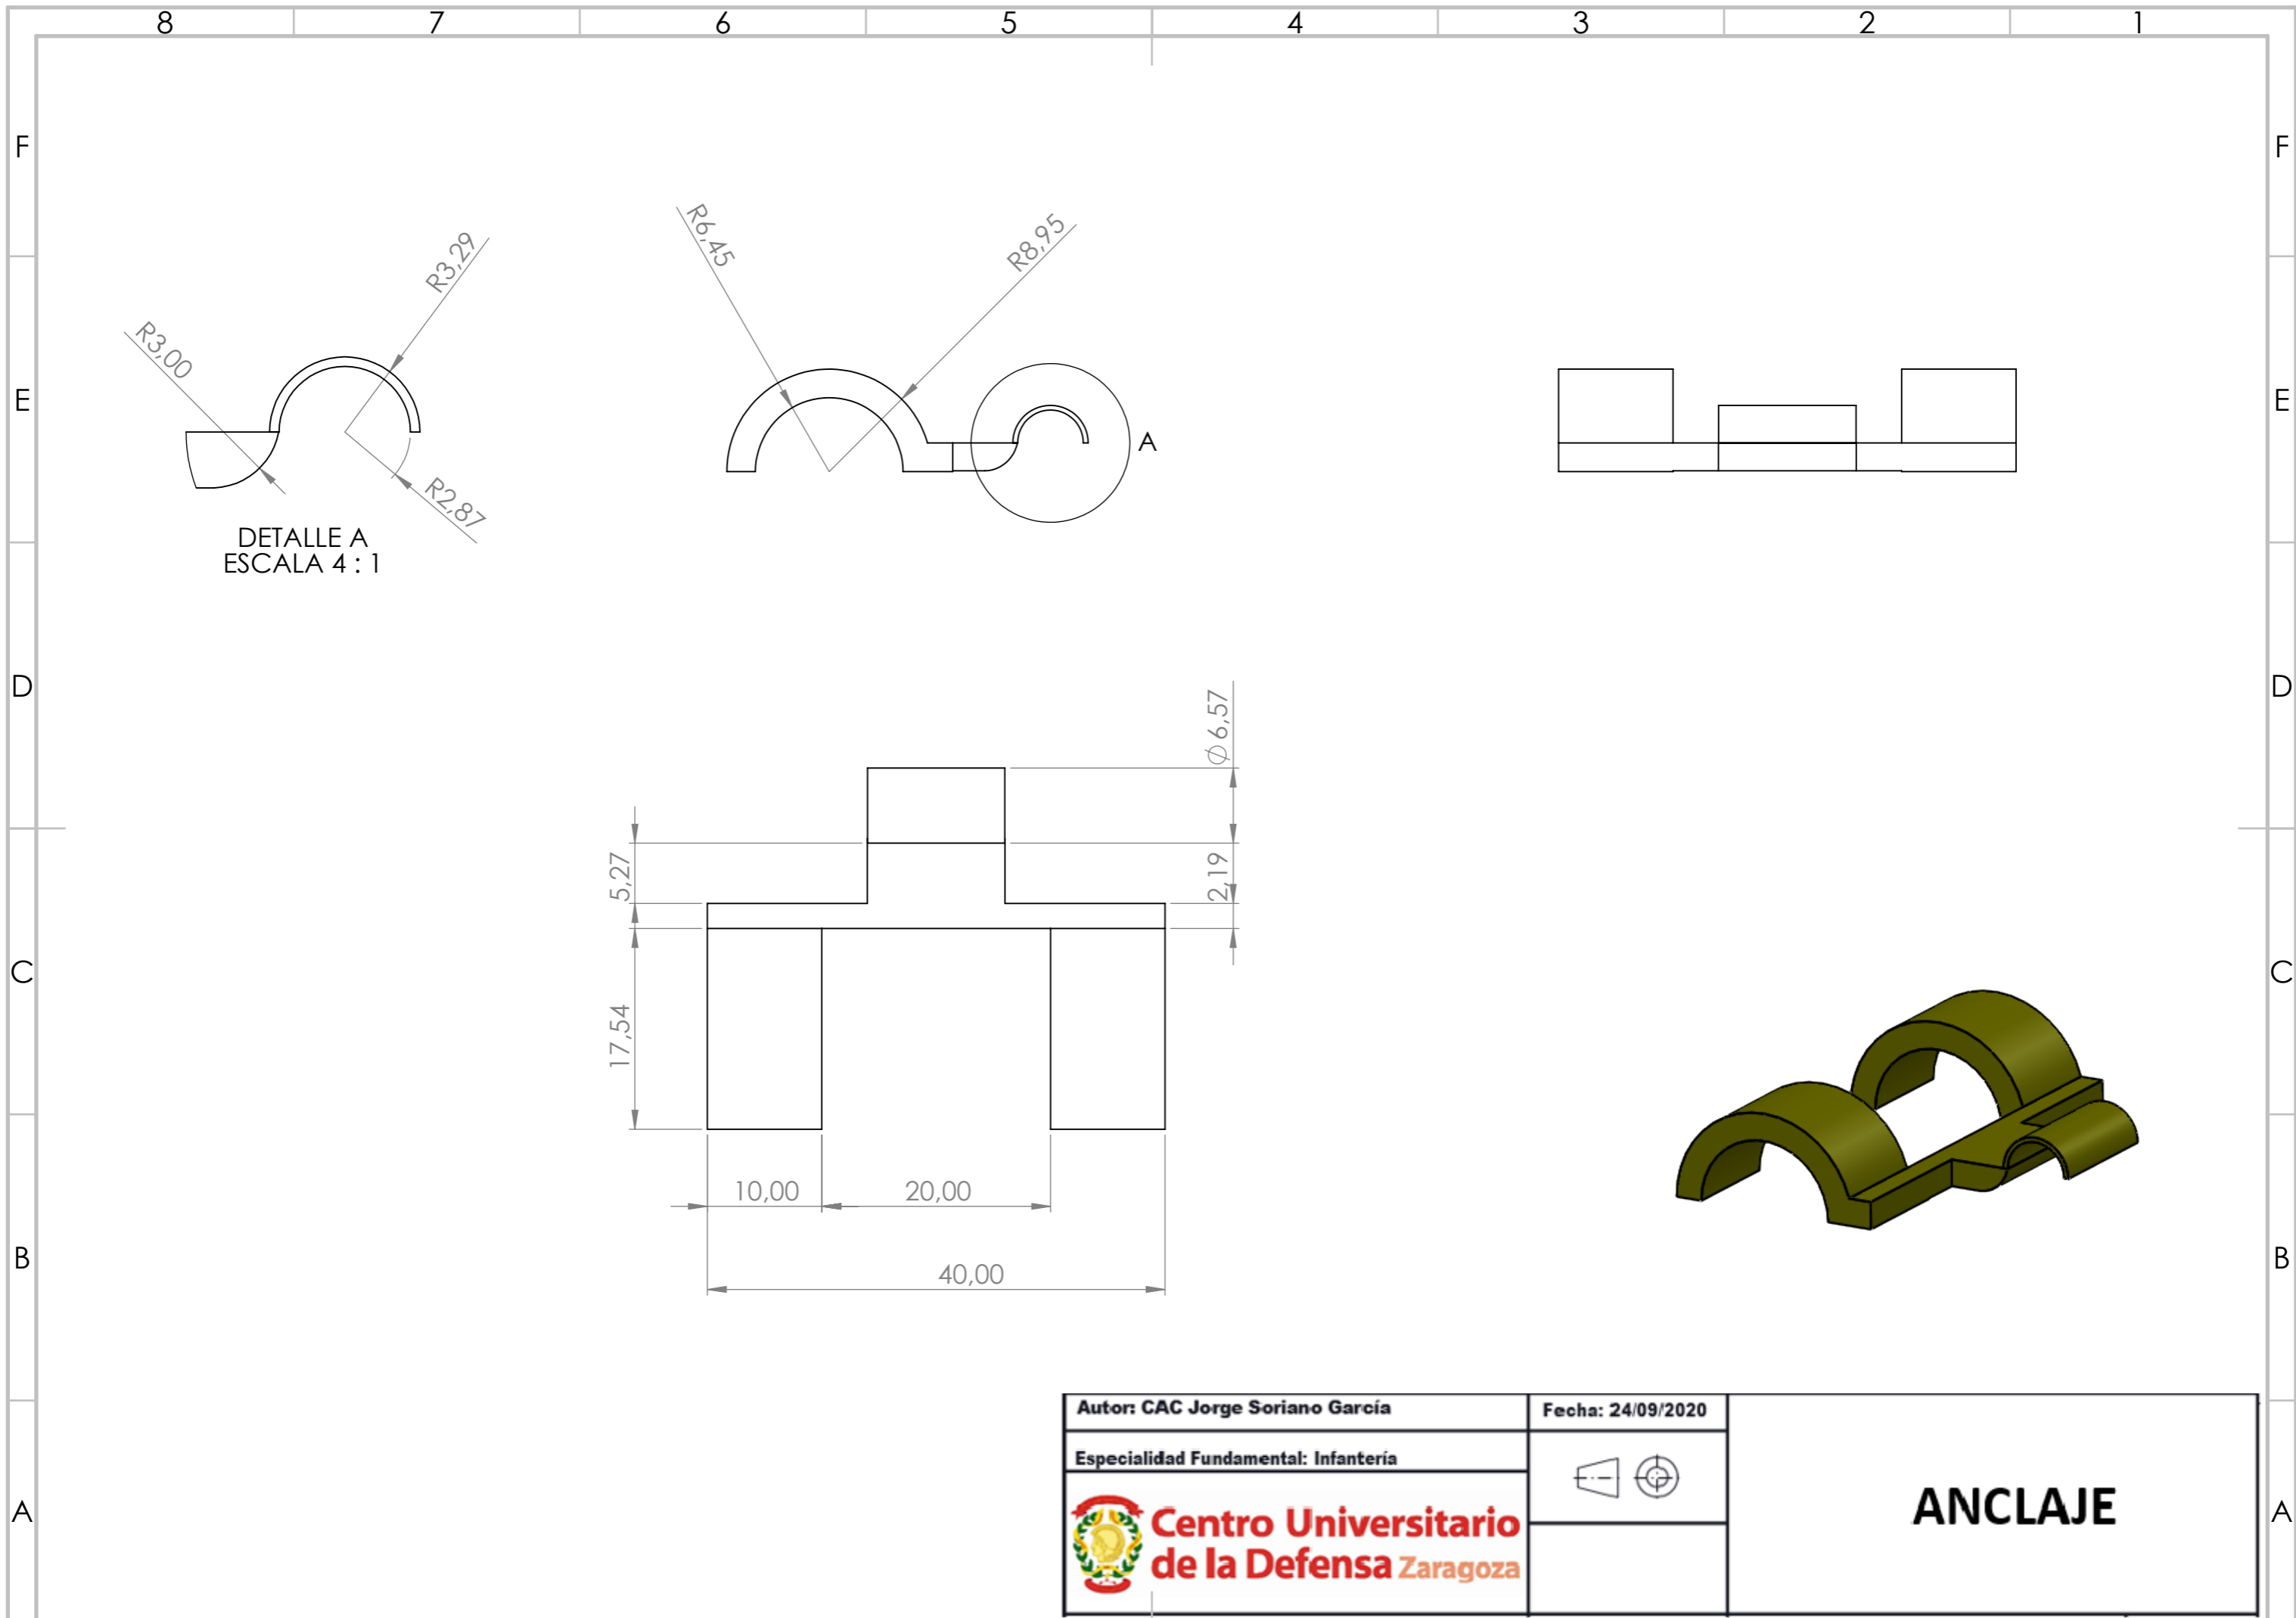 8 7 6 5 4 3 2 1
F F
R3,29
R3,00
R2,87
DETALLE A
ESCALA 4 : 1
R6,45
R8,95
A
E E
D D
∅ 6,57
5,27
2,19
17,54
10,00
20,00
40,00
C C
B B
A A
Autor: CAC Jorge Soriano García
Fecha: 24/09/2020
Especialidad Fundamental: Infantería
Centro Universitario
de la Defensa Zaragoza
ANCLAJE